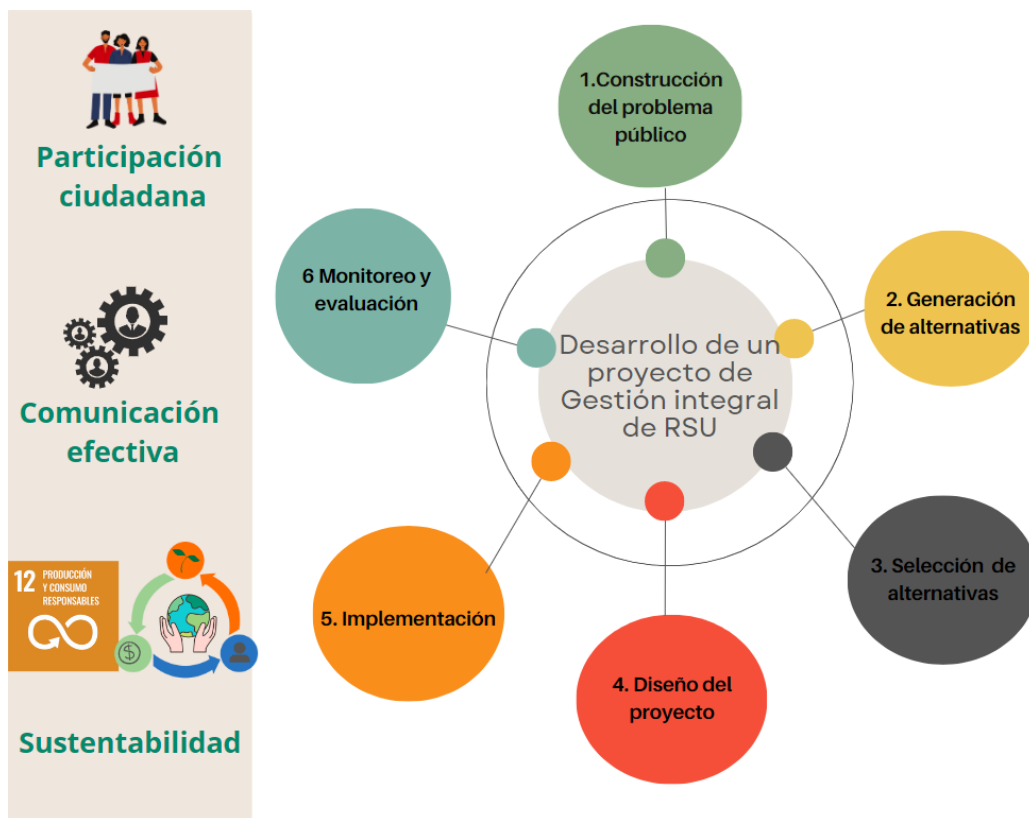 Participación
ciudadana
Comunicación
efectiva
12 PRODUCCIÓN
Y CONSUMO
RESPONSABLES
$
Sustentabilidad
1.Construcción
del problema
público
2. Generación
de alternativas
3. Selección de
alternativas
4. Diseño del
proyecto
5. Implementación
6 Monitoreo y
evaluación
Desarrollo de un
proyecto de
Gestión integral
de RSU